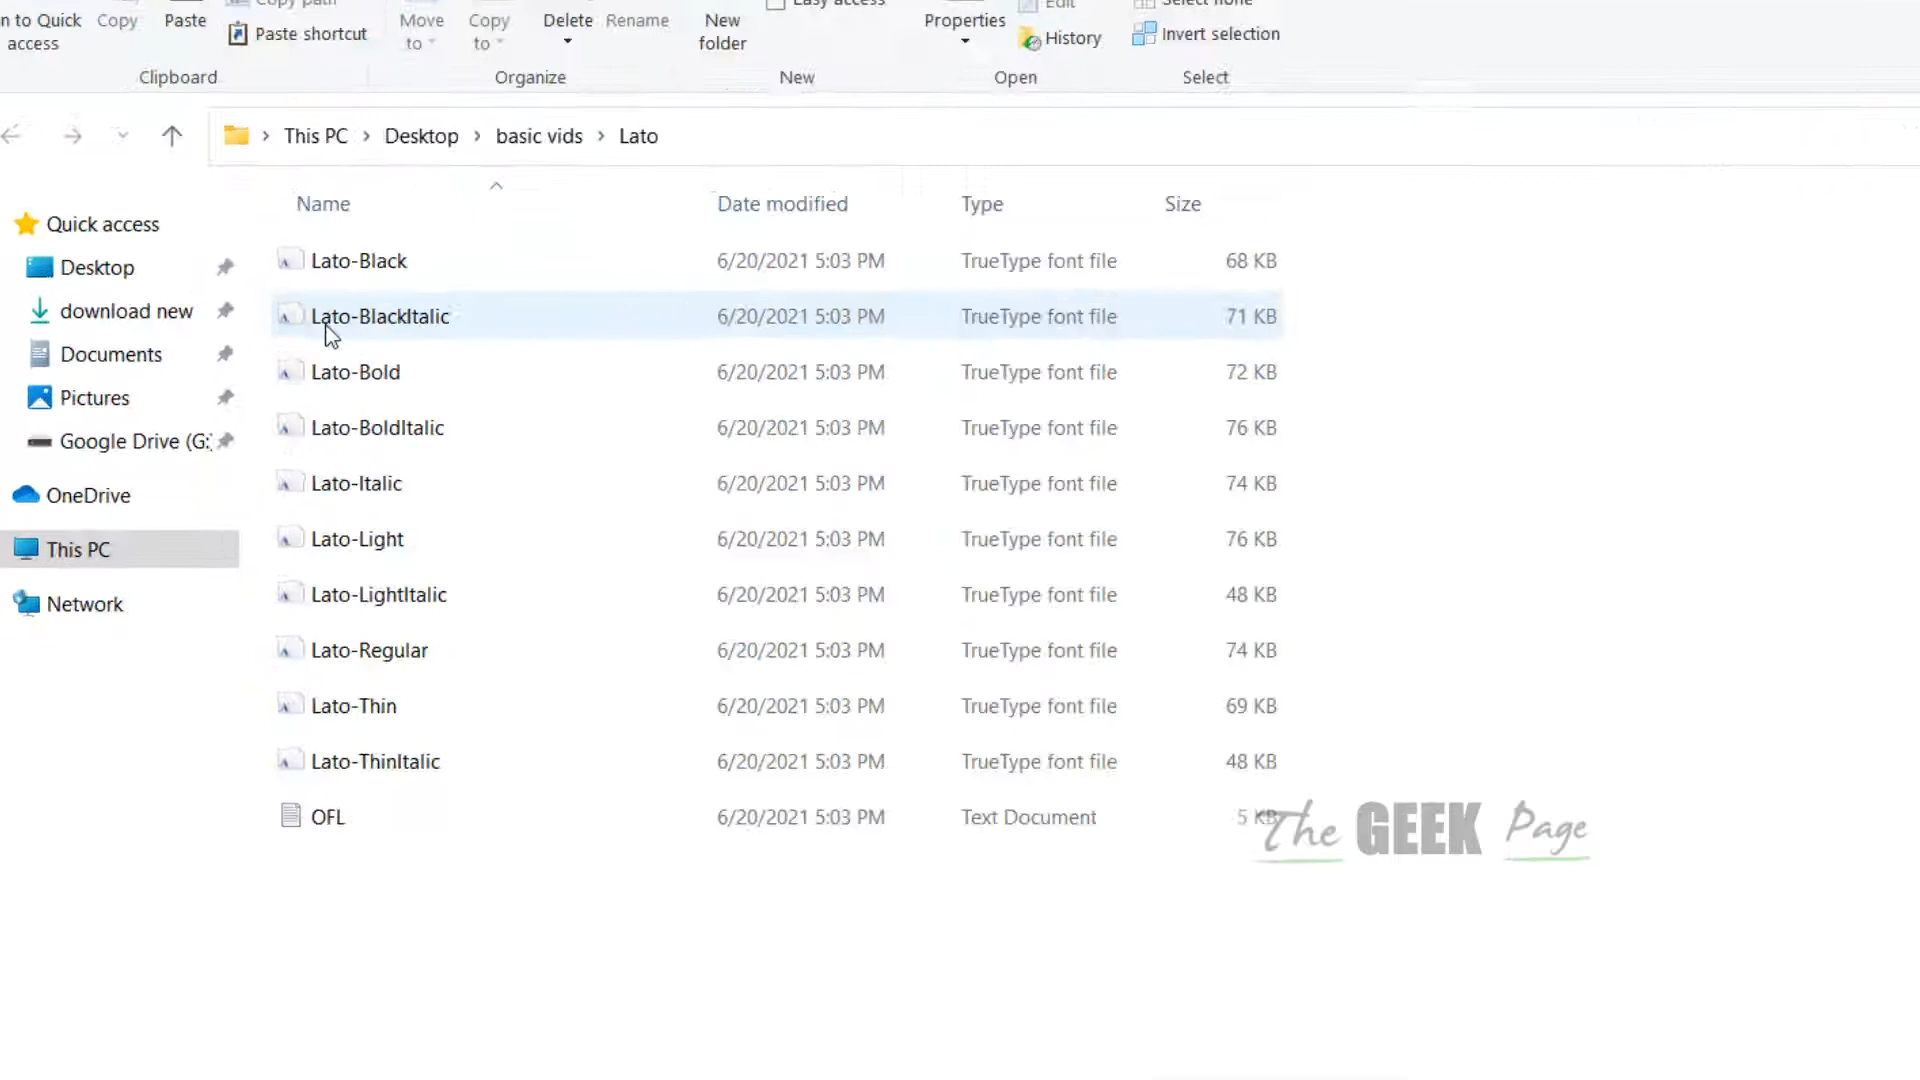 Copy path
Easy access
Edit
Select none
n to Quick access
Copy
Paste
Paste shortcut
Move to
Copy to
Delete
Rename
New folder
Properties
History
Invert selection
Clipboard
Organize
New
Open
Select
This PC > Desktop > basic vids > Lato
Name Date modified Type Size
Quick access
Desktop
download new
Documents
Pictures
Google Drive (G:)
OneDrive
This PC
Network
Lato-Black 6/20/2021 5:03 PM TrueType font file 68 KB
Lato-BlackItalic 6/20/2021 5:03 PM TrueType font file 71 KB
Lato-Bold 6/20/2021 5:03 PM TrueType font file 72 KB
Lato-BoldItalic 6/20/2021 5:03 PM TrueType font file 76 KB
Lato-Italic 6/20/2021 5:03 PM TrueType font file 74 KB
Lato-Light 6/20/2021 5:03 PM TrueType font file 76 KB
Lato-LightItalic 6/20/2021 5:03 PM TrueType font file 48 KB
Lato-Regular 6/20/2021 5:03 PM TrueType font file 74 KB
Lato-Thin 6/20/2021 5:03 PM TrueType font file 69 KB
Lato-ThinItalic 6/20/2021 5:03 PM TrueType font file 48 KB
OFL 6/20/2021 5:03 PM Text Document 5 KB
The GEEK Page